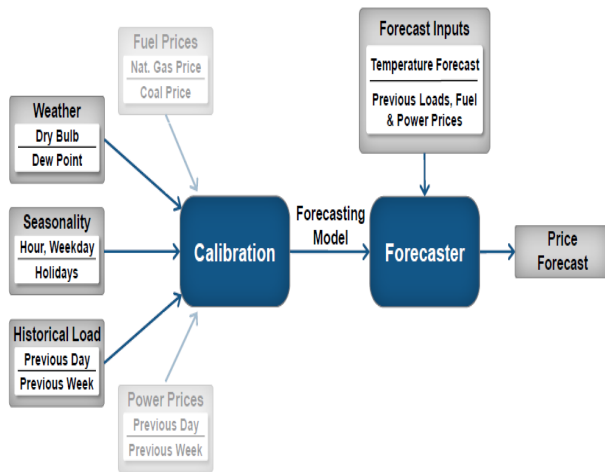 Fuel Prices
Nat. Gas Price
Coal Price
Forecast Inputs
Temperature Forecast
Previous Loads, Fuel
& Power Prices
Weather
Dry Bulb
Dew Point
Seasonality
Hour, Weekday
Holidays
Historical Load
Previous Day
Previous Week
Power Prices
Previous Day
Previous Week
Calibration
Forecasting
Model
Forecaster
Price
Forecast